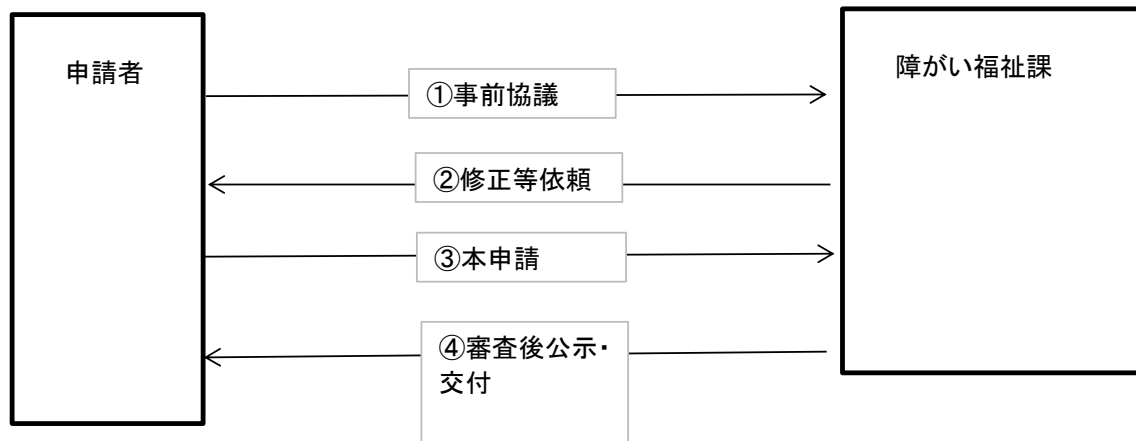 申請者
障がい福祉課
①事前協議
②修正等依頼
③本申請
④審査後公示・
交付